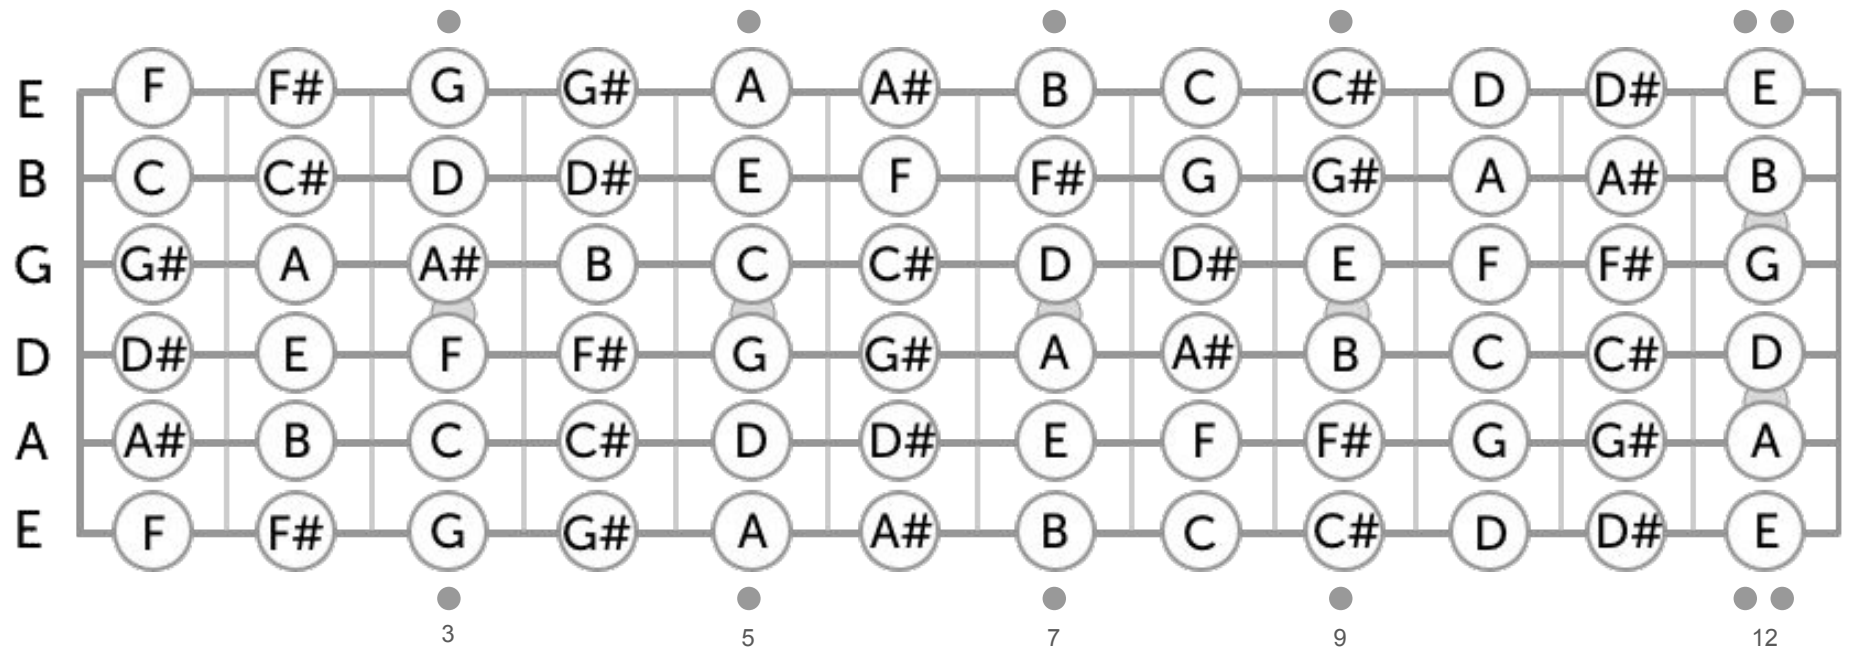 E F F# G G# A A# B C C# D D# E
B C C# D D# E F F# G G# A A# B
G G# A A# B C C# D D# E F F# G
D D# E F F# G G# A A# B C C# D
A A# B C C# D D# E F F# G G# A
E F F# G G# A A# B C C# D D# E
3 5 7 9 12